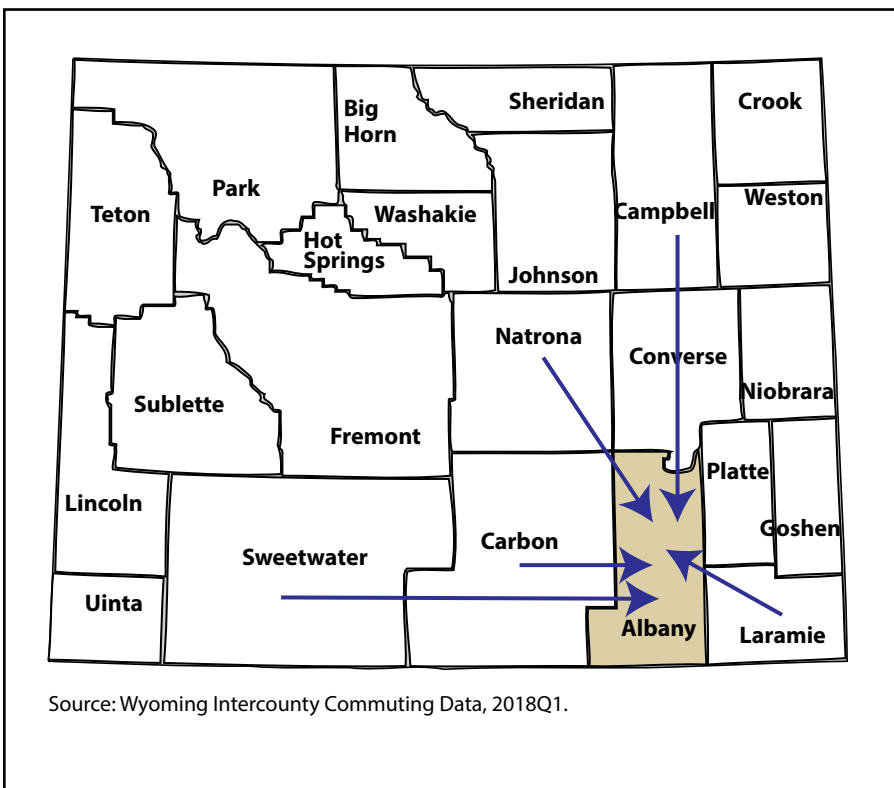 Sheridan
Crook
Big
Horn
Park
Teton
Washakie
Campbell
Weston
Hot
Springs
Johnson
Natrona
Converse
Niobrara
Sublette
Fremont
Platte
Lincoln
Goshen
Carbon
Sweetwater
Uinta
Albany
Laramie
Source: Wyoming Intercounty Commuting Data, 2018Q1.